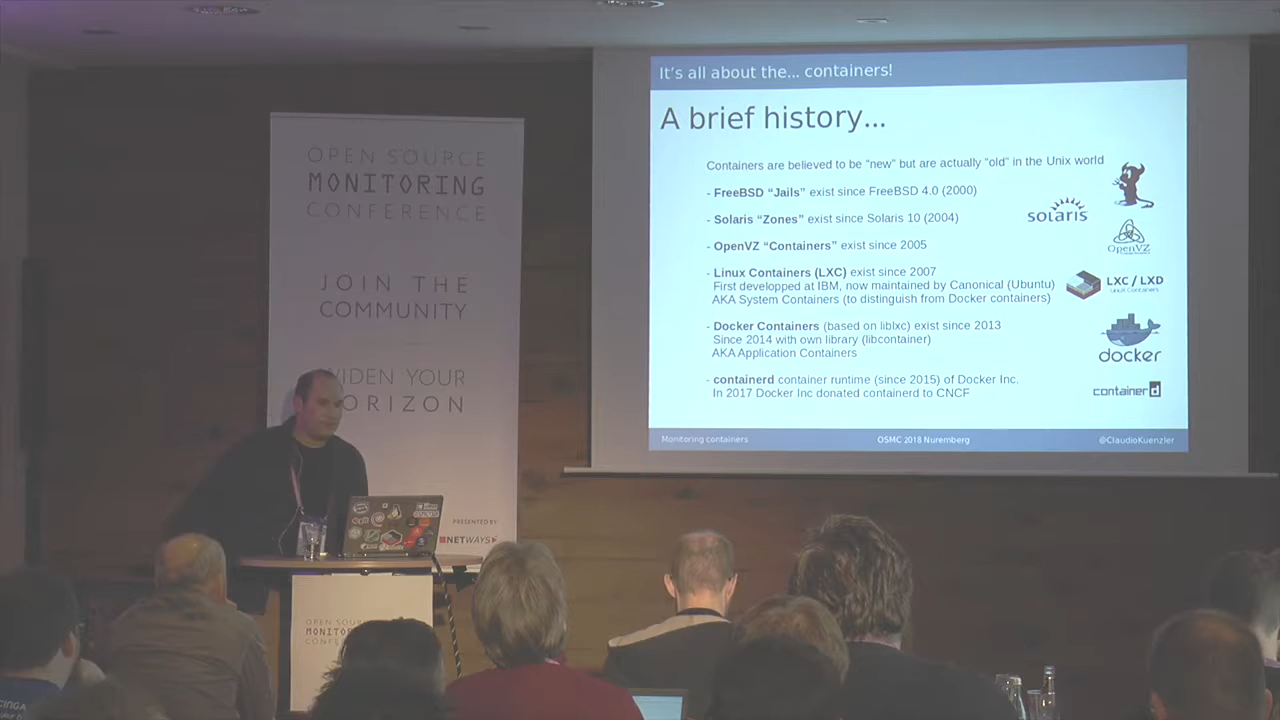 OPEN SOURCE
MONITORING
CONFERENCE
JOIN THE
COMMUNITY
WIDEN YOUR
HORIZON
PRESENTED BY
NETWAYS
OPEN SOURCE
It's all about the... containers!
A brief history...
Containers are believed to be "new" but are actually "old" in the Unix world
- FreeBSD "Jails" exist since FreeBSD 4.0 (2000)
- Solaris "Zones" exist since Solaris 10 (2004)
solaris
- OpenVZ "Containers" exist since 2005
OpenVZ
- Linux Containers (LXC) exist since 2007
First developped at IBM, now maintained by Canonical (Ubuntu)
AKA System Containers (to distinguish from Docker containers)
LXC / LXD
Linux Containers
- Docker Containers (based on liblxc) exist since 2013
Since 2014 with own library (libcontainer)
AKA Application Containers
docker
- containerd container runtime (since 2015) of Docker Inc.
In 2017 Docker Inc donated containerd to CNCF
containerd
Monitoring containers
OSMC 2018 Nuremberg
@ClaudioKuenzler